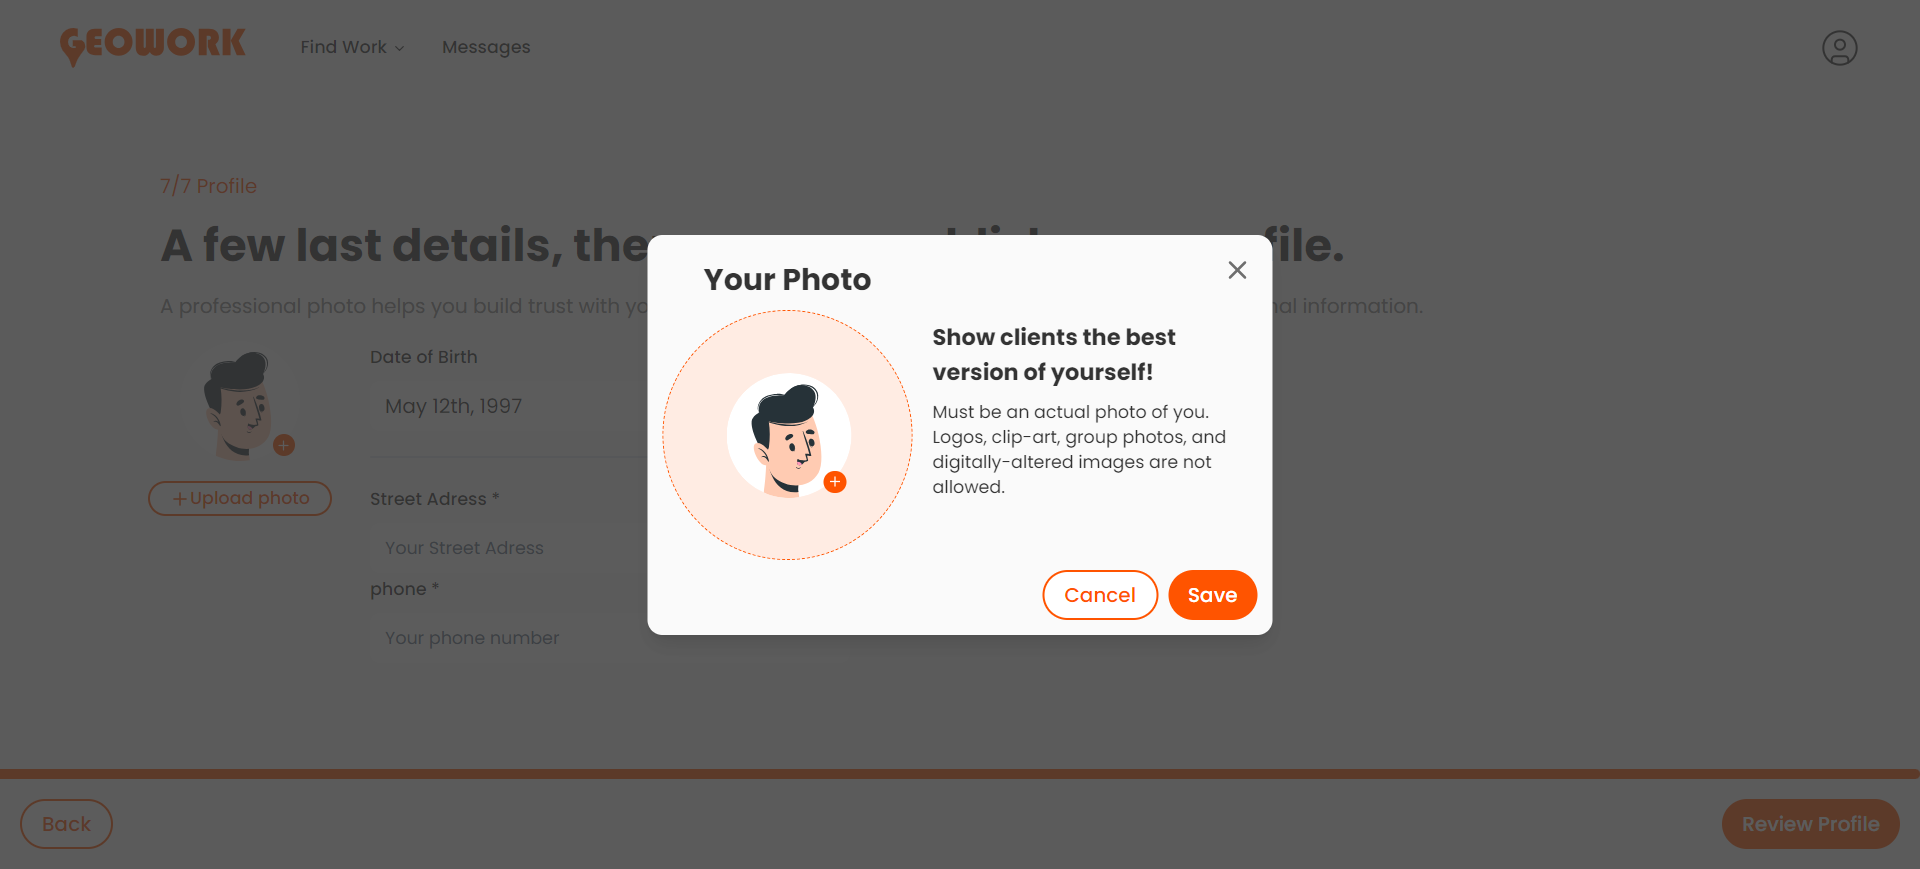 GEOWORK
Find Work
Messages
7/7 Profile
A few last details, the
file.
A professional photo helps you build trust with yo
nal information.
Your Photo
Show clients the best
version of yourself!
Must be an actual photo of you.
Logos, clip-art, group photos, and
digitally-altered images are not
allowed.
Cancel
Save
+ Upload photo
Date of Birth
May 12th, 1997
Street Adress *
Your Street Adress
phone *
Your phone number
Back
Review Profile